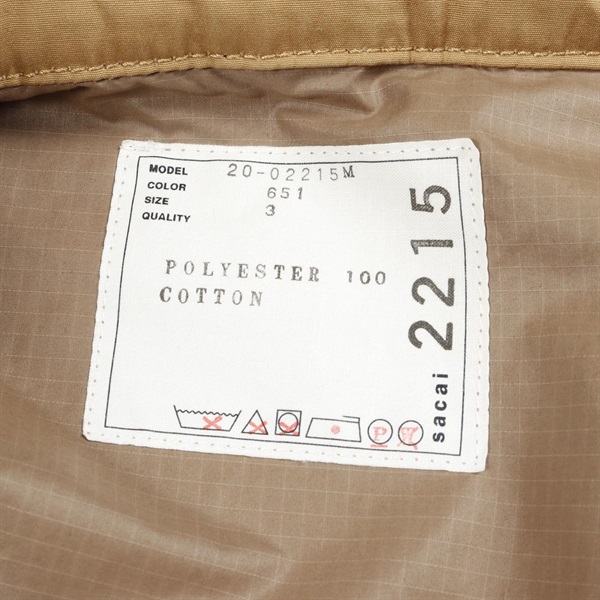 MODEL 20-02215M
COLOR 651
SIZE 3
QUALITY
POLYESTER 100
COTTON
P
sacai 2215